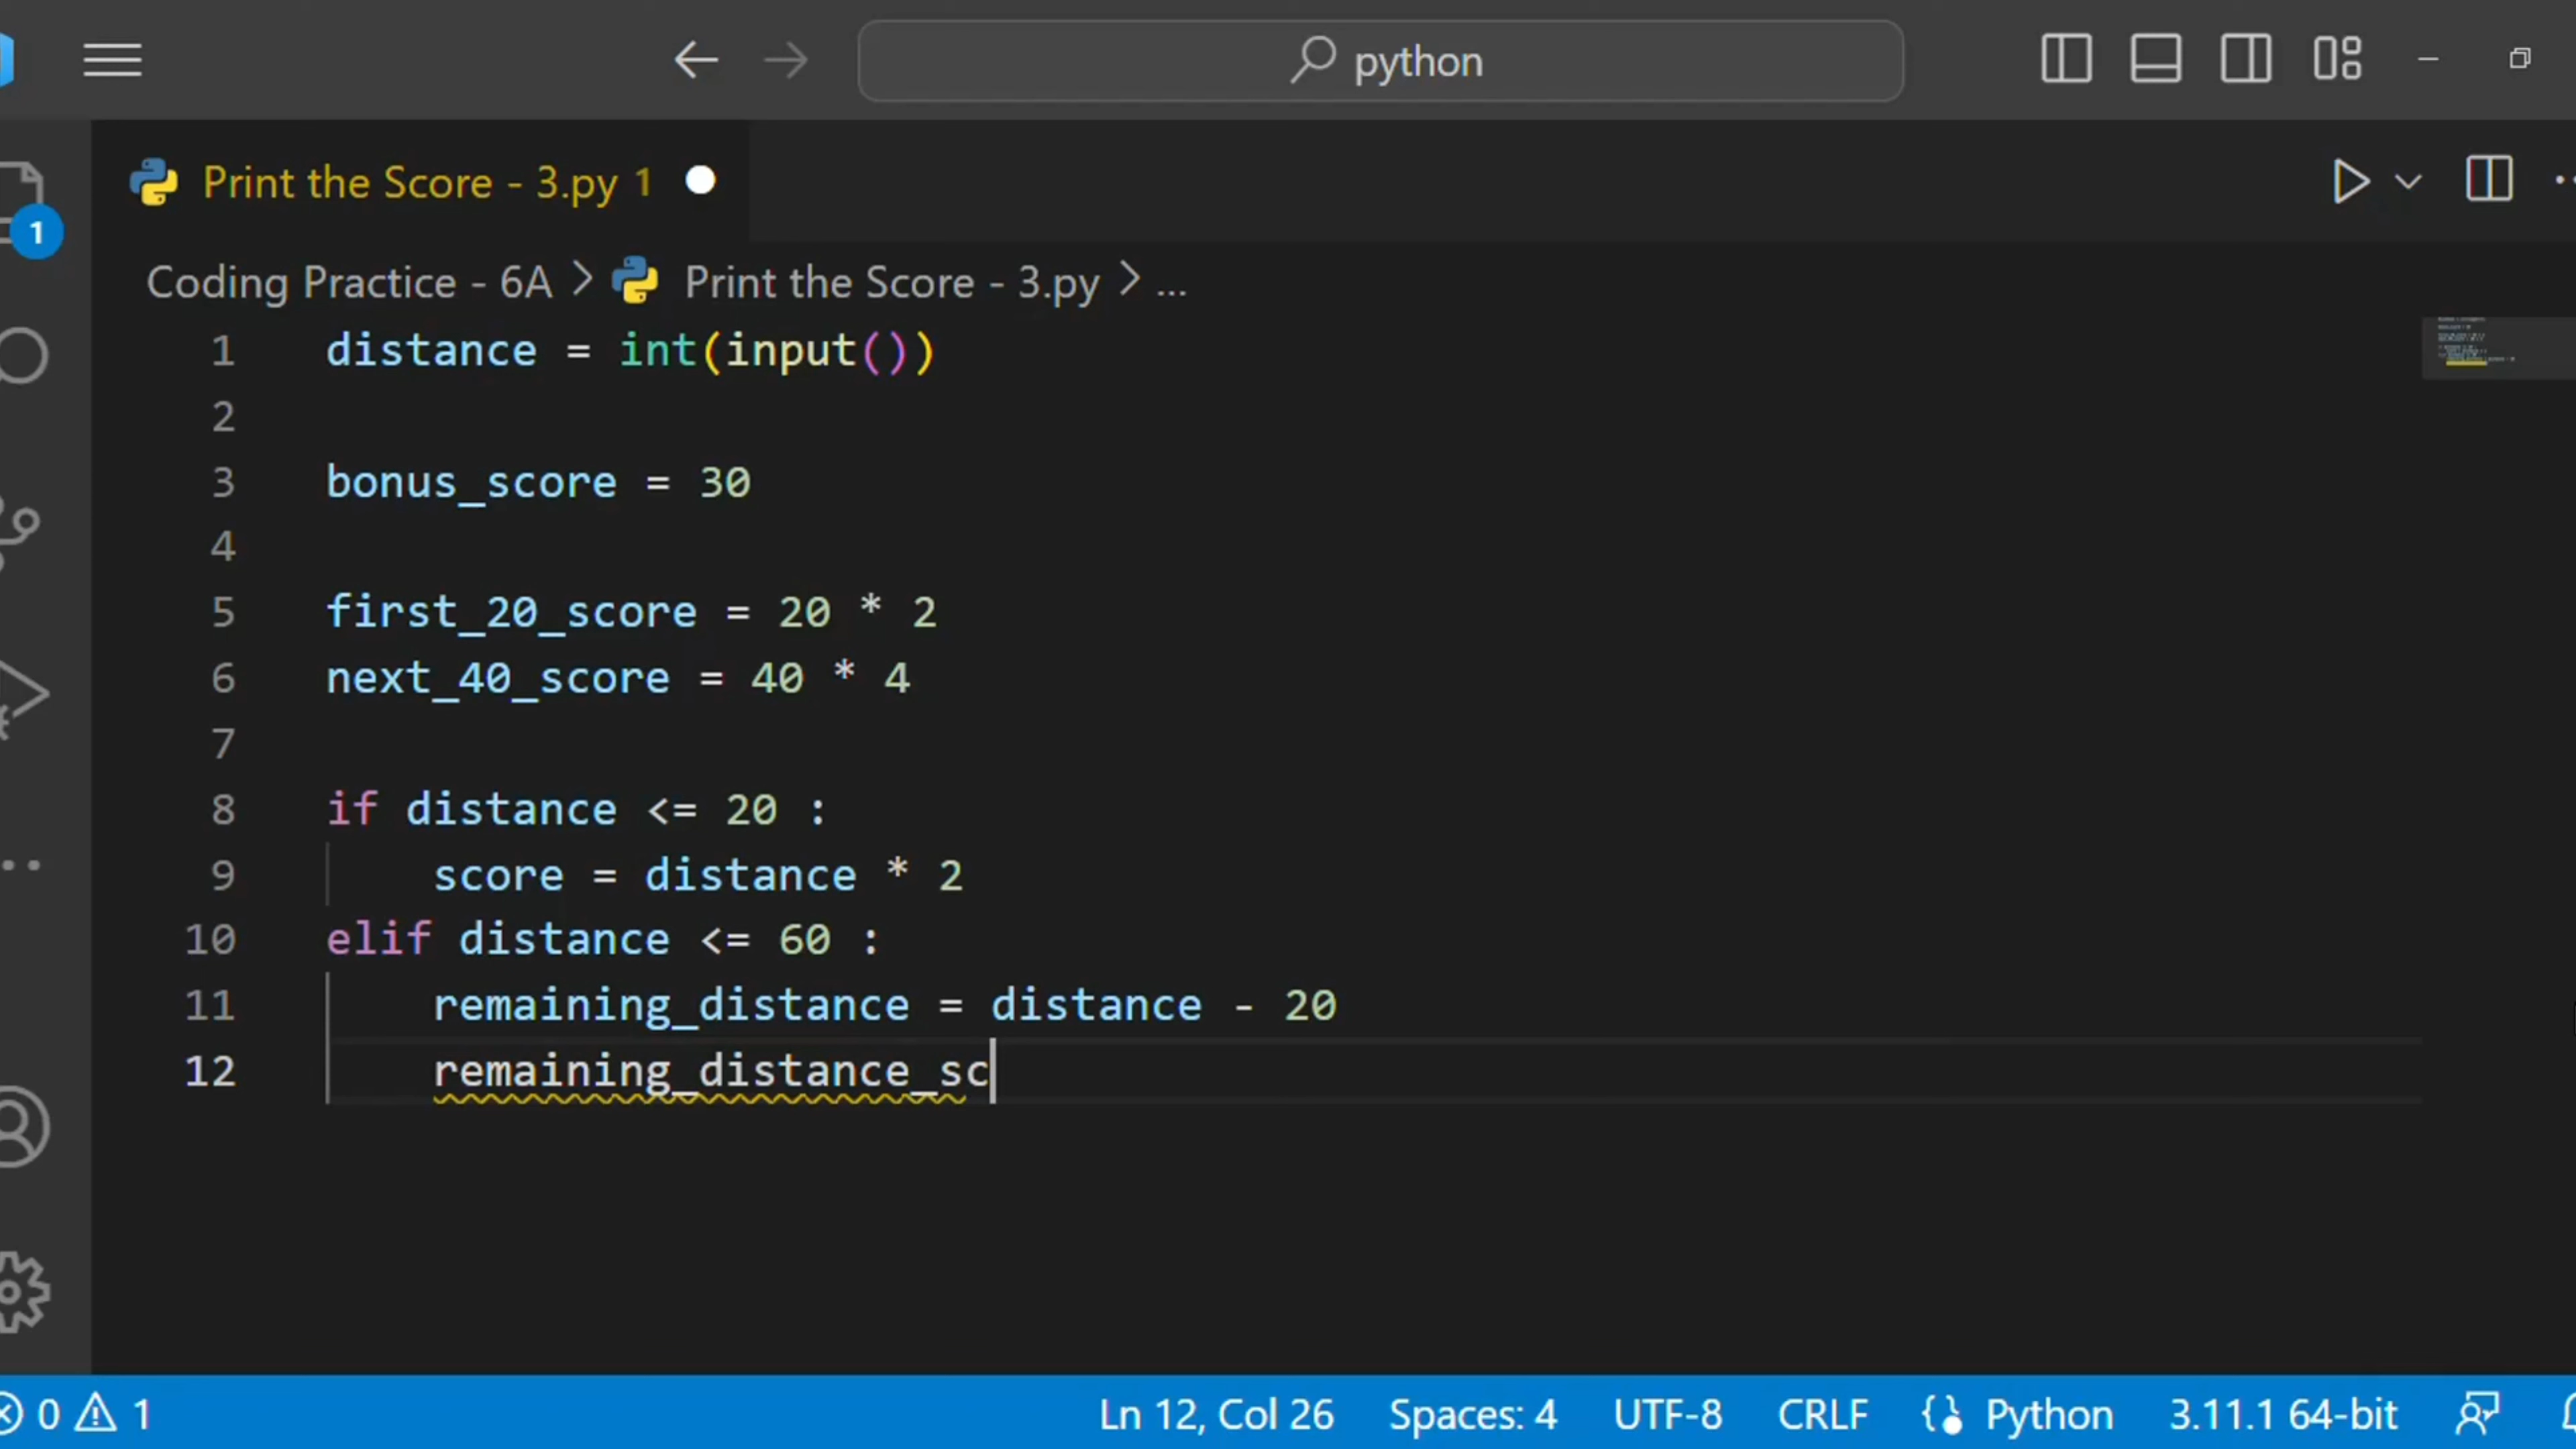 python
Print the Score - 3.py 1
1
Coding Practice - 6A > Print the Score - 3.py > ...
1 distance = int(input())
2
3 bonus_score = 30
4
5 first_20_score = 20 * 2
6 next_40_score = 40 * 4
7
8 if distance <= 20 :
9     score = distance * 2
10 elif distance <= 60 :
11     remaining_distance = distance - 20
12     remaining_distance_sc
0 1 Ln 12, Col 26 Spaces: 4 UTF-8 CRLF Python 3.11.1 64-bit